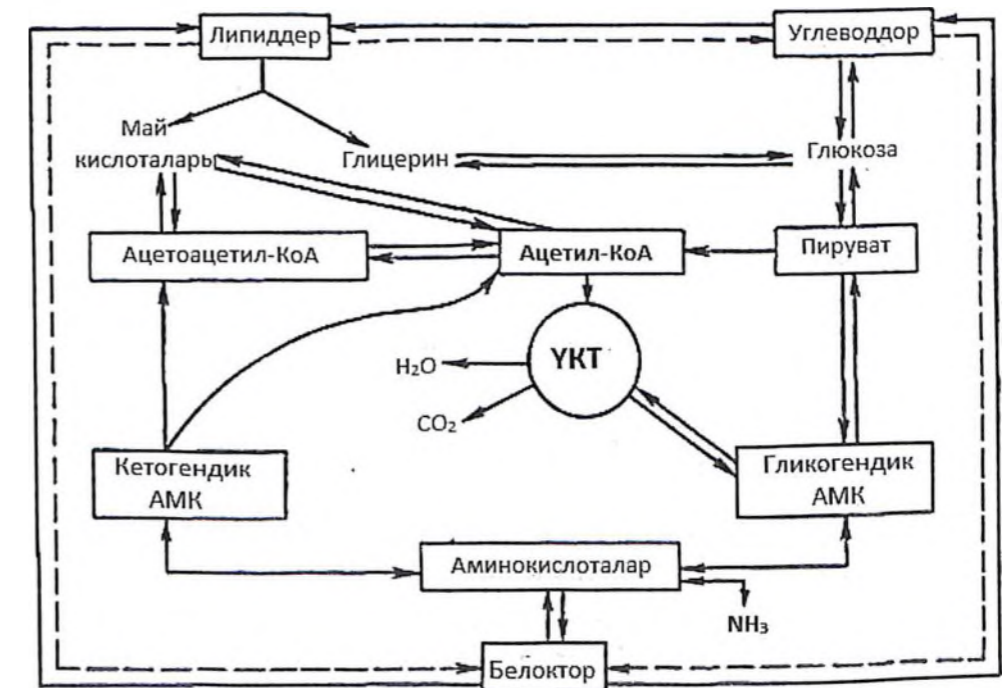 Липиддер
Углеводдор
Май
кислоталары
Глицерин
Глюкоза
Ацетоацетил-КоА
Ацетил-КоА
Пируват
ҮКТ
H₂O
CO₂
Кетогендик
АМК
Гликогендик
АМК
Аминокислоталар
NH₃
Белоктор